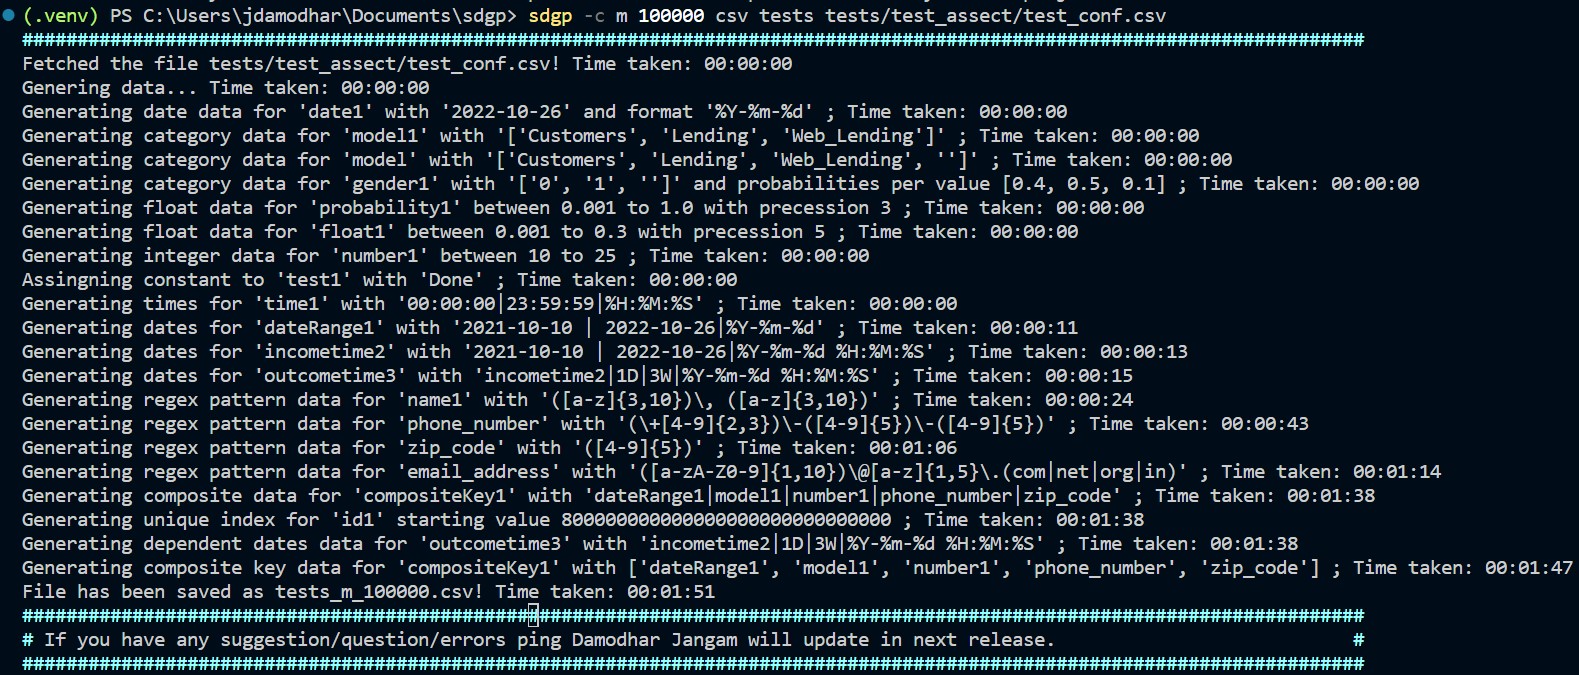 (.venv) PS C:\Users\jdamodhar\Documents\sdgp> sdgp -c m 100000 csv tests tests/test_assect/test_conf.csv
##########################################################################################################################
Fetched the file tests/test_assect/test_conf.csv! Time taken: 00:00:00
Genering data... Time taken: 00:00:00
Generating date data for 'date1' with '2022-10-26' and format '%Y-%m-%d' ; Time taken: 00:00:00
Generating category data for 'model1' with '['Customers', 'Lending', 'Web_Lending']' ; Time taken: 00:00:00
Generating category data for 'model' with '['Customers', 'Lending', 'Web_Lending', '']' ; Time taken: 00:00:00
Generating category data for 'gender1' with '['0', '1', '']' and probabilities per value [0.4, 0.5, 0.1] ; Time taken: 00:00:00
Generating float data for 'probability1' between 0.001 to 1.0 with precession 3 ; Time taken: 00:00:00
Generating float data for 'float1' between 0.001 to 0.3 with precession 5 ; Time taken: 00:00:00
Generating integer data for 'number1' between 10 to 25 ; Time taken: 00:00:00
Assingning constant to 'test1' with 'Done' ; Time taken: 00:00:00
Generating times for 'time1' with '00:00:00|23:59:59|%H:%M:%S' ; Time taken: 00:00:00
Generating dates for 'dateRange1' with '2021-10-10 | 2022-10-26|%Y-%m-%d' ; Time taken: 00:00:11
Generating dates for 'incometime2' with '2021-10-10 | 2022-10-26|%Y-%m-%d %H:%M:%S' ; Time taken: 00:00:13
Generating dates for 'outcometime3' with 'incometime2|1D|3W|%Y-%m-%d %H:%M:%S' ; Time taken: 00:00:15
Generating regex pattern data for 'name1' with '([a-z]{3,10})\, ([a-z]{3,10})' ; Time taken: 00:00:24
Generating regex pattern data for 'phone_number' with '(\+[4-9]{2,3})\-([4-9]{5})\-([4-9]{5})' ; Time taken: 00:00:43
Generating regex pattern data for 'zip_code' with '([4-9]{5})' ; Time taken: 00:01:06
Generating regex pattern data for 'email_address' with '([a-zA-Z0-9]{1,10})\@[a-z]{1,5}\.(com|net|org|in)' ; Time taken: 00:01:14
Generating composite data for 'compositeKey1' with 'dateRange1|model1|number1|phone_number|zip_code' ; Time taken: 00:01:38
Generating unique index for 'id1' starting value 800000000000000000000000000000 ; Time taken: 00:01:38
Generating dependent dates data for 'outcometime3' with 'incometime2|1D|3W|%Y-%m-%d %H:%M:%S' ; Time taken: 00:01:38
Generating composite key data for 'compositeKey1' with ['dateRange1', 'model1', 'number1', 'phone_number', 'zip_code'] ; Time taken: 00:01:47
File has been saved as tests_m_100000.csv! Time taken: 00:01:51
##########################################################################################################################
# If you have any suggestion/question/errors ping Damodhar Jangam will update in next release. #
##########################################################################################################################